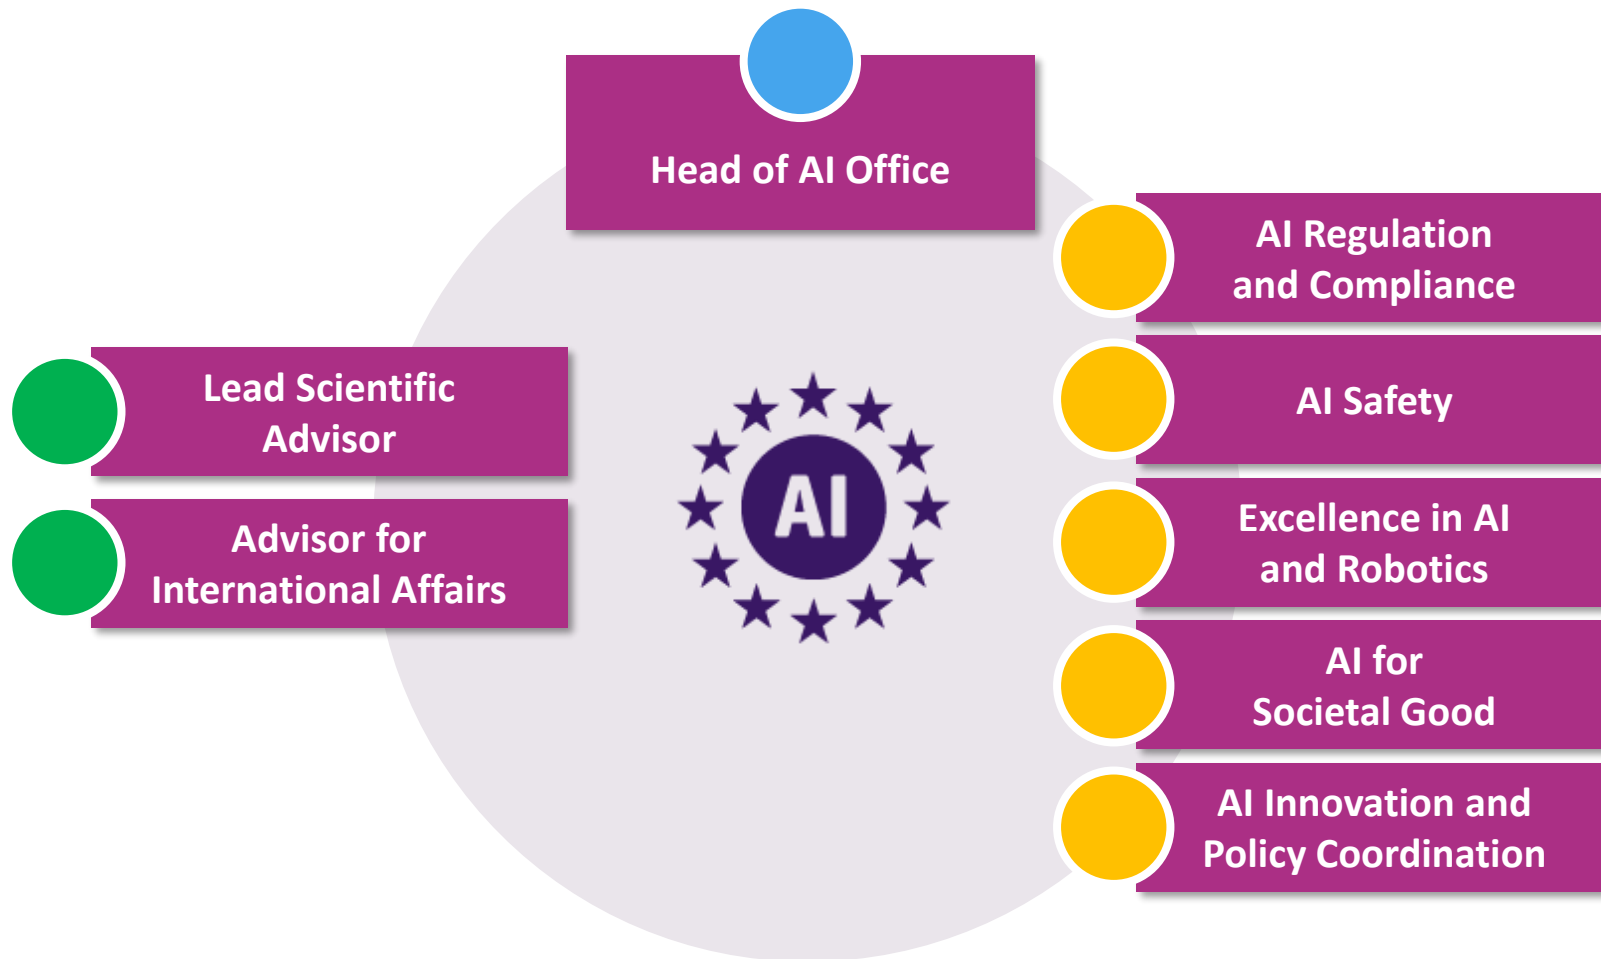 Head of AI Office
Lead Scientific
Advisor
Advisor for
International Affairs
AI
AI Regulation
and Compliance
AI Safety
Excellence in AI
and Robotics
AI for
Societal Good
AI Innovation and
Policy Coordination